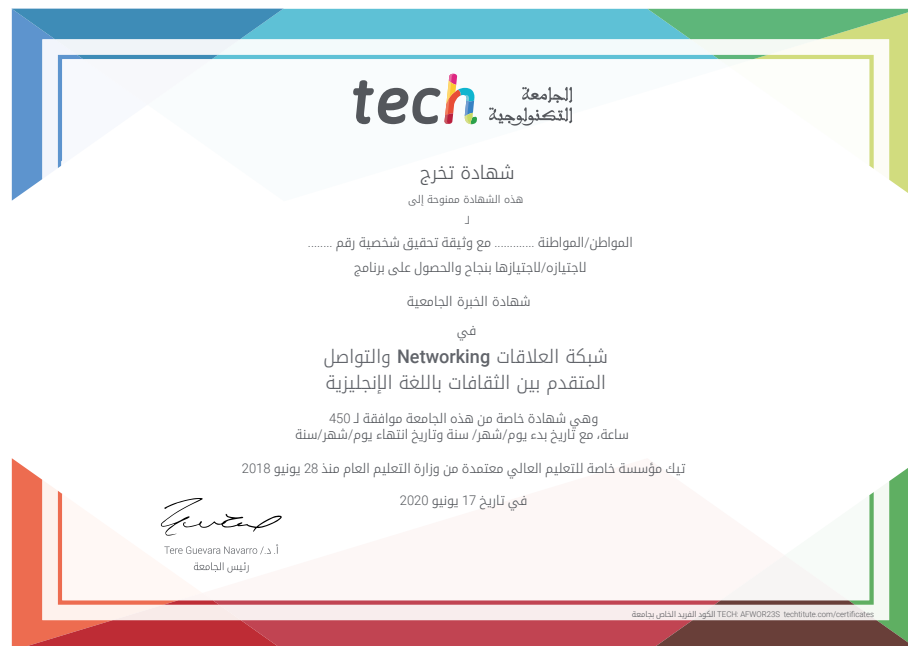 tech
الجامعة
التكنولوجية
شهادة تخرج
هذه الشهادة ممنوحة إلى
لـ
المواطن/المواطنة ............ مع وثيقة تحقيق شخصية رقم ........
لاجتيازه/لاجتيازها بنجاح والحصول على برنامج
شهادة الخبرة الجامعية
في
شبكة العلاقات Networking والتواصل
المتقدم بين الثقافات باللغة الإنجليزية
وهي شهادة خاصة من هذه الجامعة موافقة لـ 450
ساعة، مع تاريخ بدء يوم/شهر/ سنة وتاريخ انتهاء يوم/شهر/سنة
تيك مؤسسة خاصة للتعليم العالي معتمدة من وزارة التعليم العام منذ 28 يونيو 2018
في تاريخ 17 يونيو 2020
أ. د./ Tere Guevara Navarro
رئيس الجامعة
الكود الفريد الخاص بجامعة TECH: AFWOR23S techtitute.com/certificates